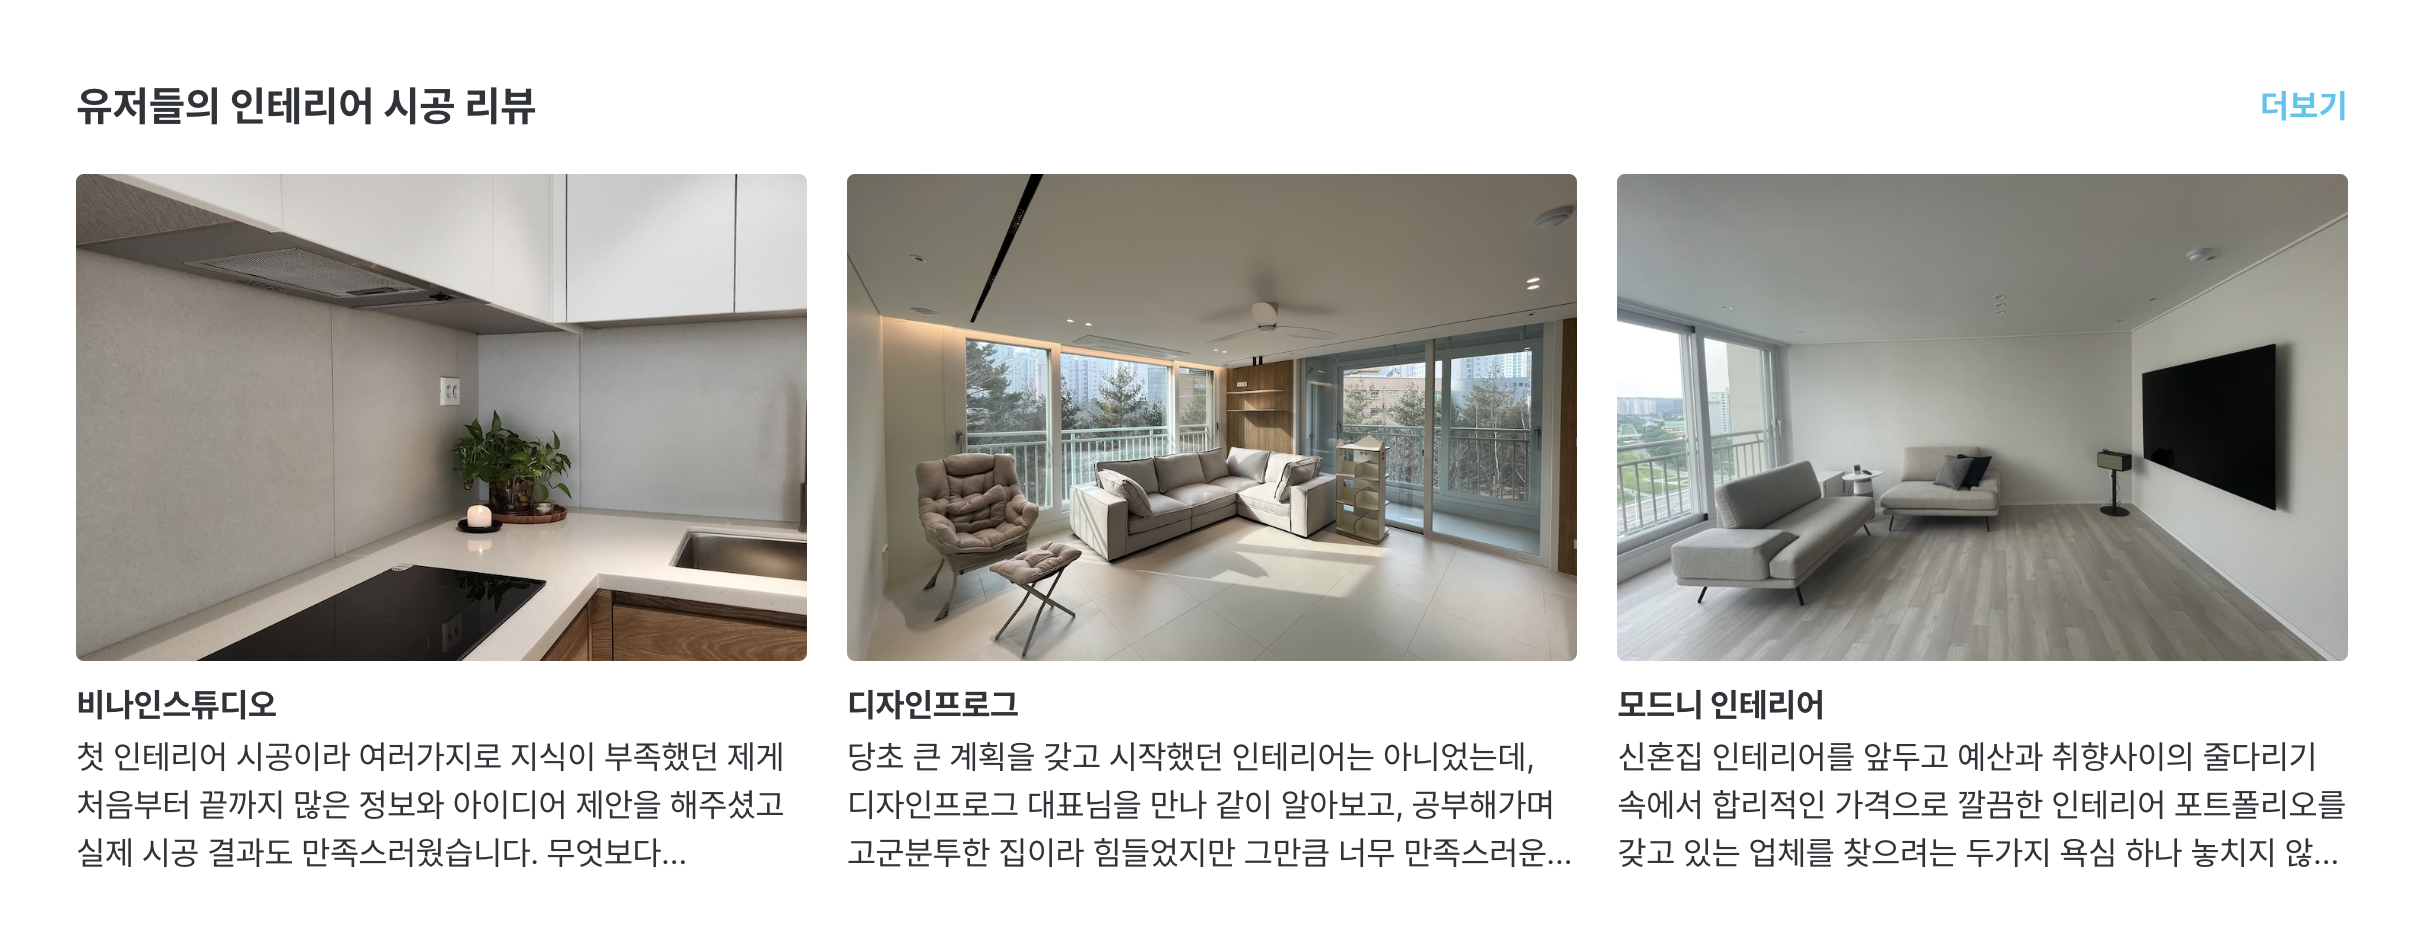 유저들의 인테리어 시공 리뷰
더보기
비나인스튜디오
첫 인테리어 시공이라 여러가지로 지식이 부족했던 제게
처음부터 끝까지 많은 정보와 아이디어 제안을 해주셨고
실제 시공 결과도 만족스러웠습니다. 무엇보다...
디자인프로그
당초 큰 계획을 갖고 시작했던 인테리어는 아니었는데,
디자인프로그 대표님을 만나 같이 알아보고, 공부해가며
고군분투한 집이라 힘들었지만 그만큼 너무 만족스러운...
모드니 인테리어
신혼집 인테리어를 앞두고 예산과 취향사이의 줄다리기
속에서 합리적인 가격으로 깔끔한 인테리어 포트폴리오를
갖고 있는 업체를 찾으려는 두가지 욕심 하나 놓치지 않...